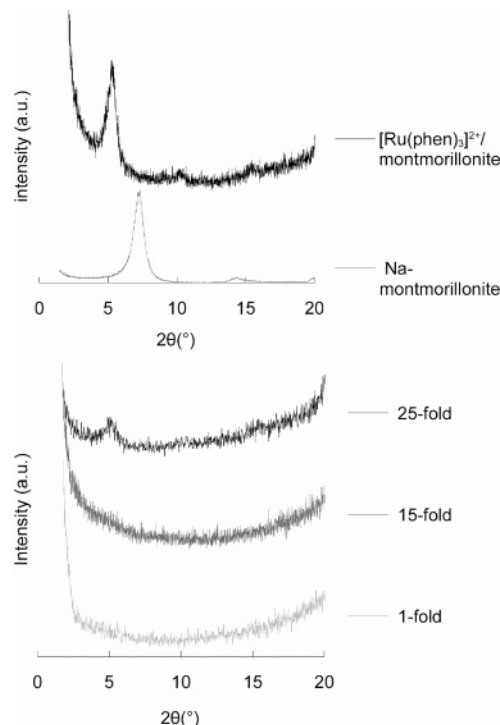 intensity (a.u.)
[Ru(phen)₃]²⁺/
montmorillonite
Na-
montmorillonite
0 5 10 15 20
2θ(°)
Intensity (a.u.)
25-fold
15-fold
1-fold
0 5 10 15 20
2θ(°)